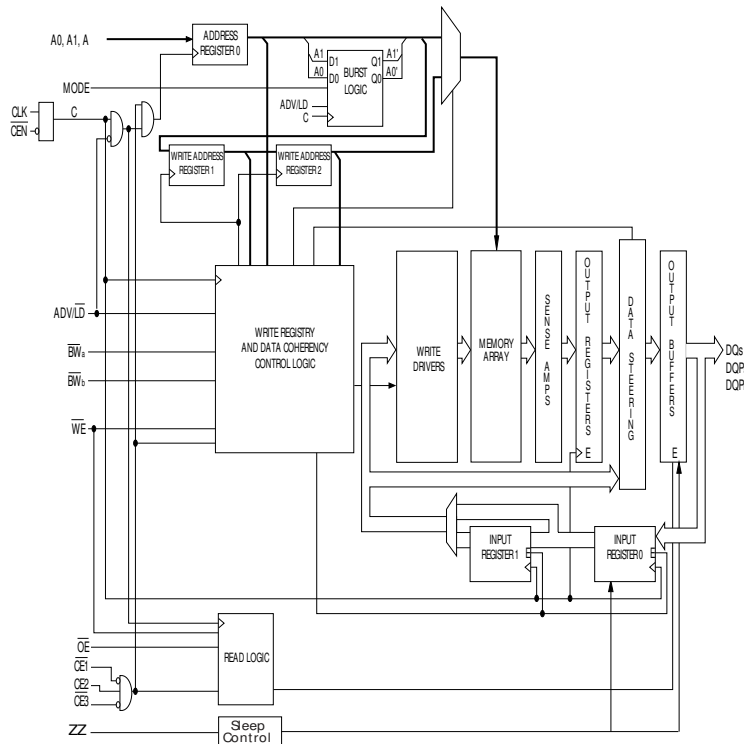 A0, A1, A
ADDRESS
REGISTER 0
A1
A0
D1
D0
BURST
LOGIC
Q1
Q0
A1'
A0'
MODE
ADV/LD
C
CLK
CEN
C
WRITE ADDRESS
REGISTER 1
WRITE ADDRESS
REGISTER 2
ADV/LD
BWa
BWb
WE
WRITE REGISTRY
AND DATA COHERENCY
CONTROL LOGIC
WRITE
DRIVERS
MEMORY
ARRAY
SENSE AMPS
OUTPUT REGISTERS
E
DATA STEERING
OUTPUT BUFFERS
E
DQs
DQP
DQP
INPUT
REGISTER 1
E
INPUT
REGISTER 0
E
OE
CE1
CE2
CE3
READ LOGIC
ZZ
Sleep
Control